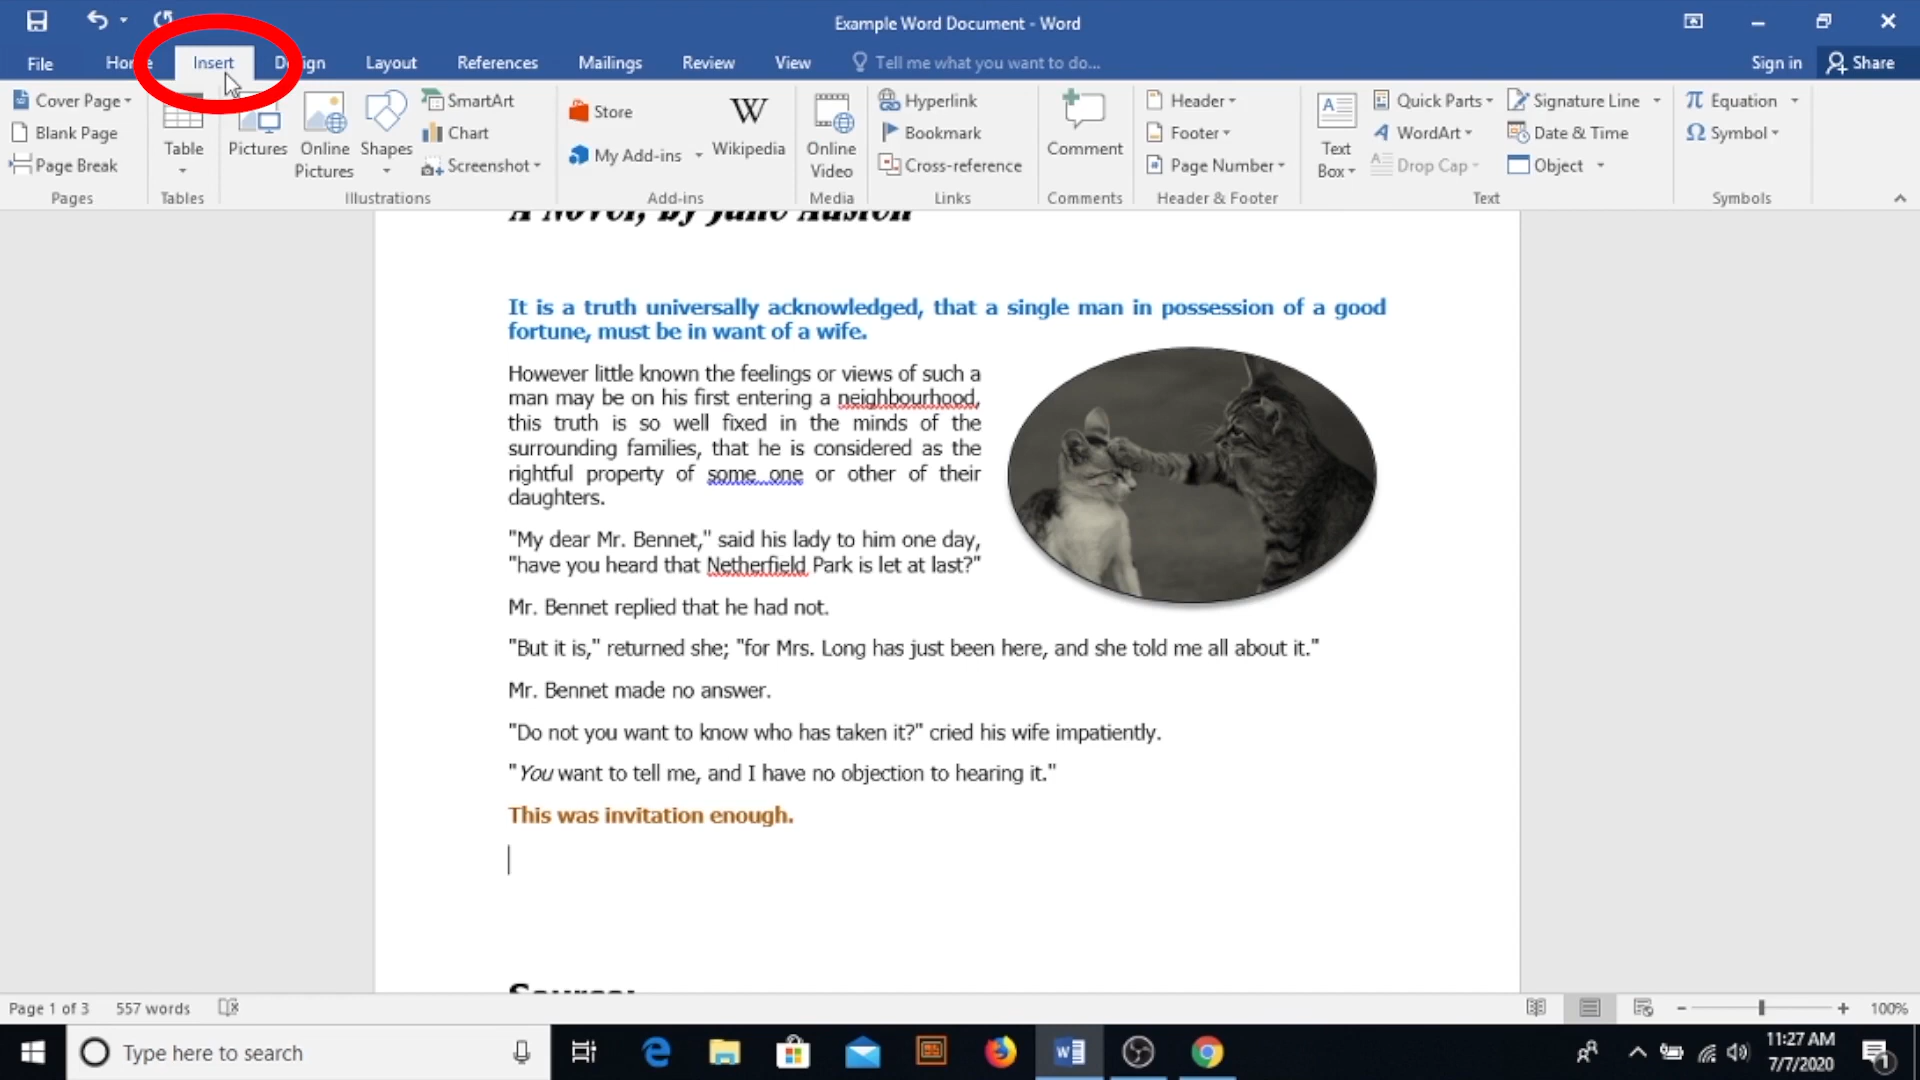 Example Word Document - Word
File Home Insert Design Layout References Mailings Review View Tell me what you want to do... Sign in Share
Cover Page
Blank Page
Page Break
Pages
Table
Tables
Pictures
Online
Pictures
Shapes
SmartArt
Chart
Screenshot
Illustrations
Store
My Add-ins
W
Wikipedia
Add-ins
Online
Video
Media
Hyperlink
Bookmark
Cross-reference
Links
Comment
Comments
Header
Footer
Page Number
Header & Footer
Text
Box
Quick Parts
WordArt
Drop Cap
Signature Line
Date & Time
Object
Text
Equation
Symbol
Symbols
A Novel, by Jane Austen
It is a truth universally acknowledged, that a single man in possession of a good
fortune, must be in want of a wife.
However little known the feelings or views of such a
man may be on his first entering a neighbourhood,
this truth is so well fixed in the minds of the
surrounding families, that he is considered as the
rightful property of some one or other of their
daughters.
"My dear Mr. Bennet," said his lady to him one day,
"have you heard that Netherfield Park is let at last?"
Mr. Bennet replied that he had not.
"But it is," returned she; "for Mrs. Long has just been here, and she told me all about it."
Mr. Bennet made no answer.
"Do not you want to know who has taken it?" cried his wife impatiently.
"You want to tell me, and I have no objection to hearing it."
This was invitation enough.
Source:
Page 1 of 3 557 words 100%
Type here to search
11:27 AM
7/7/2020
1